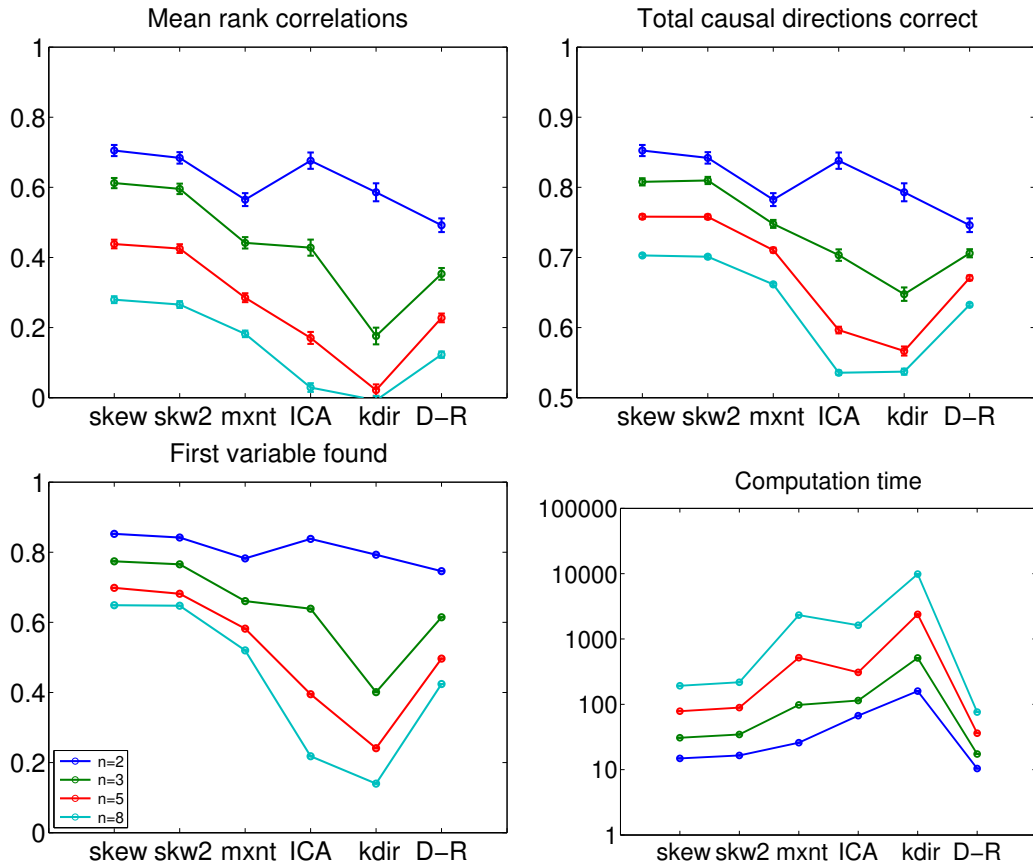 Mean rank correlations
1
0.8
0.6
0.4
0.2
0
skew skw2 mxnt ICA kdir D−R
Total causal directions correct
1
0.9
0.8
0.7
0.6
0.5
skew skw2 mxnt ICA kdir D−R
First variable found
1
0.8
0.6
0.4
0.2
0
n=2
n=3
n=5
n=8
skew skw2 mxnt ICA kdir D−R
Computation time
100000
10000
1000
100
10
1
skew skw2 mxnt ICA kdir D−R